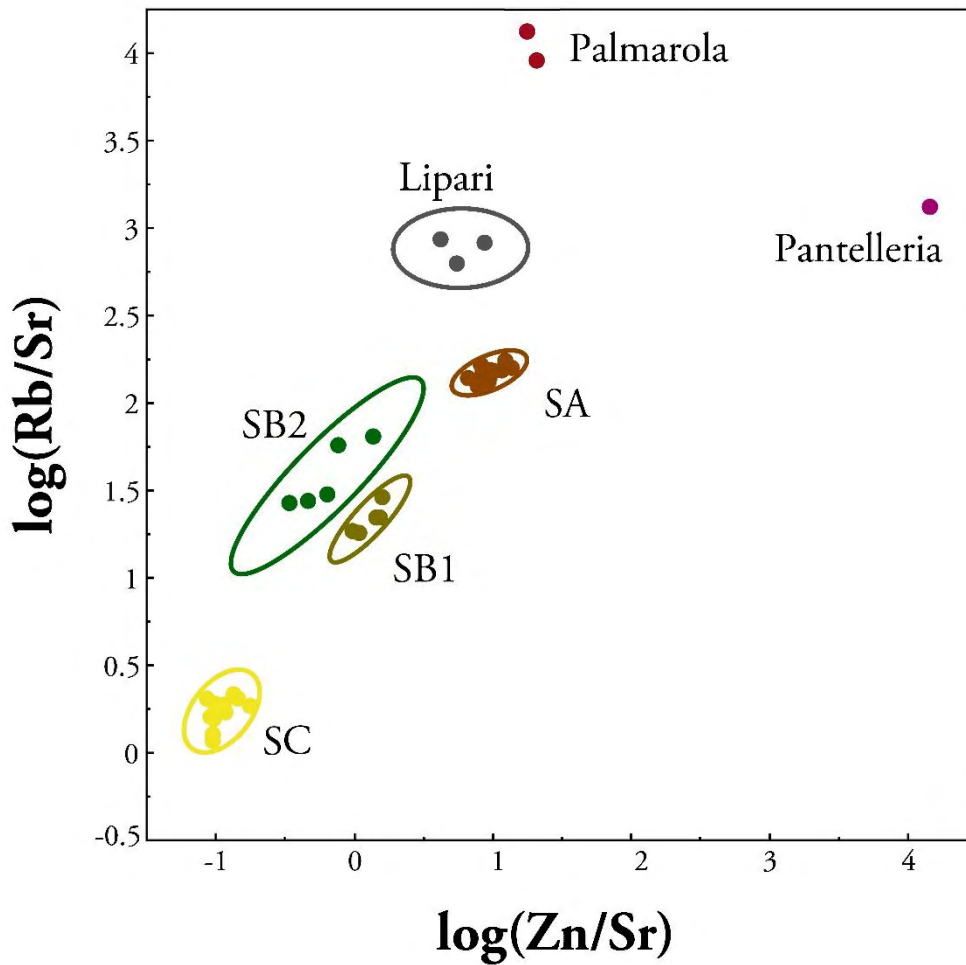 4
Palmarola
3.5
Lipari
3
Pantelleria
2.5
log(Rb/Sr)
2
SA
SB2
1.5
SB1
1
0.5
SC
0
-0.5
-1
0
1
2
3
4
log(Zn/Sr)